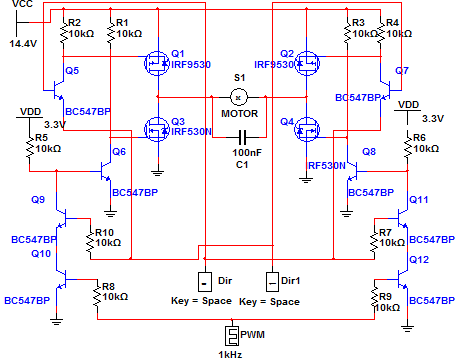 VCC
14.4V
R2
10kΩ
R1
10kΩ
R3
10kΩ
R4
10kΩ
Q1
IRF9530
Q2
IRF9530
Q5
BC547BP
Q7
BC547BP
S1
MOTOR
VDD
3.3V
VDD
3.3V
Q3
IRF530N
Q4
RF530N
100nF
C1
R5
10kΩ
R6
10kΩ
Q6
BC547BP
Q8
BC547BP
Q9
BC547BP
Q11
BC547BP
R10
10kΩ
R7
10kΩ
Q10
BC547BP
Q12
BC547BP
R8
10kΩ
R9
10kΩ
Dir
Key = Space
Dir1
Key = Space
PWM
1kHz